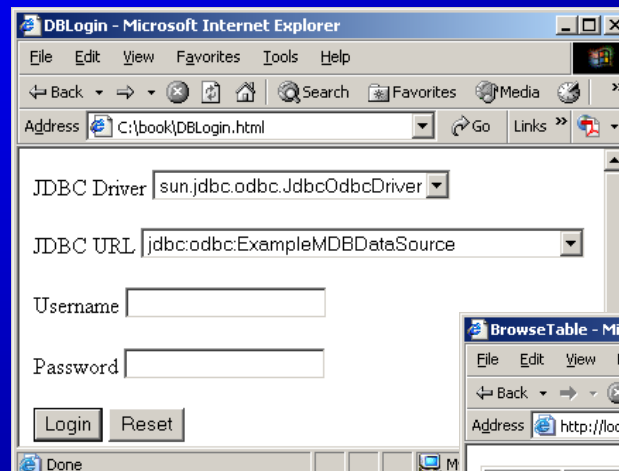 DBLogin - Microsoft Internet Explorer
File Edit View Favorites Tools Help
Back Search Favorites Media »
Address C:\book\DBLogin.html Go Links »
JDBC Driver sun.jdbc.odbc.JdbcOdbcDriver
JDBC URL jdbc:odbc:ExampleMDBDataSource
Username
Password
Login Reset
Done
BrowseTable - Mi
File Edit View
Back
Address http://loc